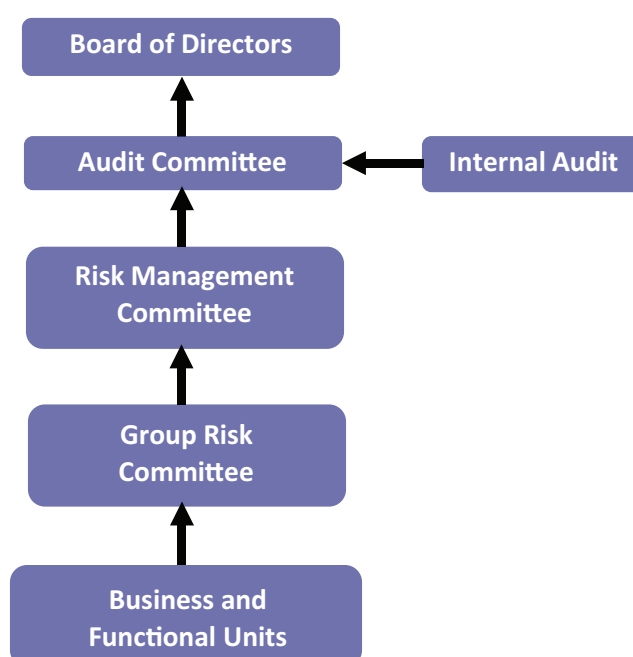 Board of Directors
Audit Committee
Internal Audit
Risk Management
Committee
Group Risk
Committee
Business and
Functional Units